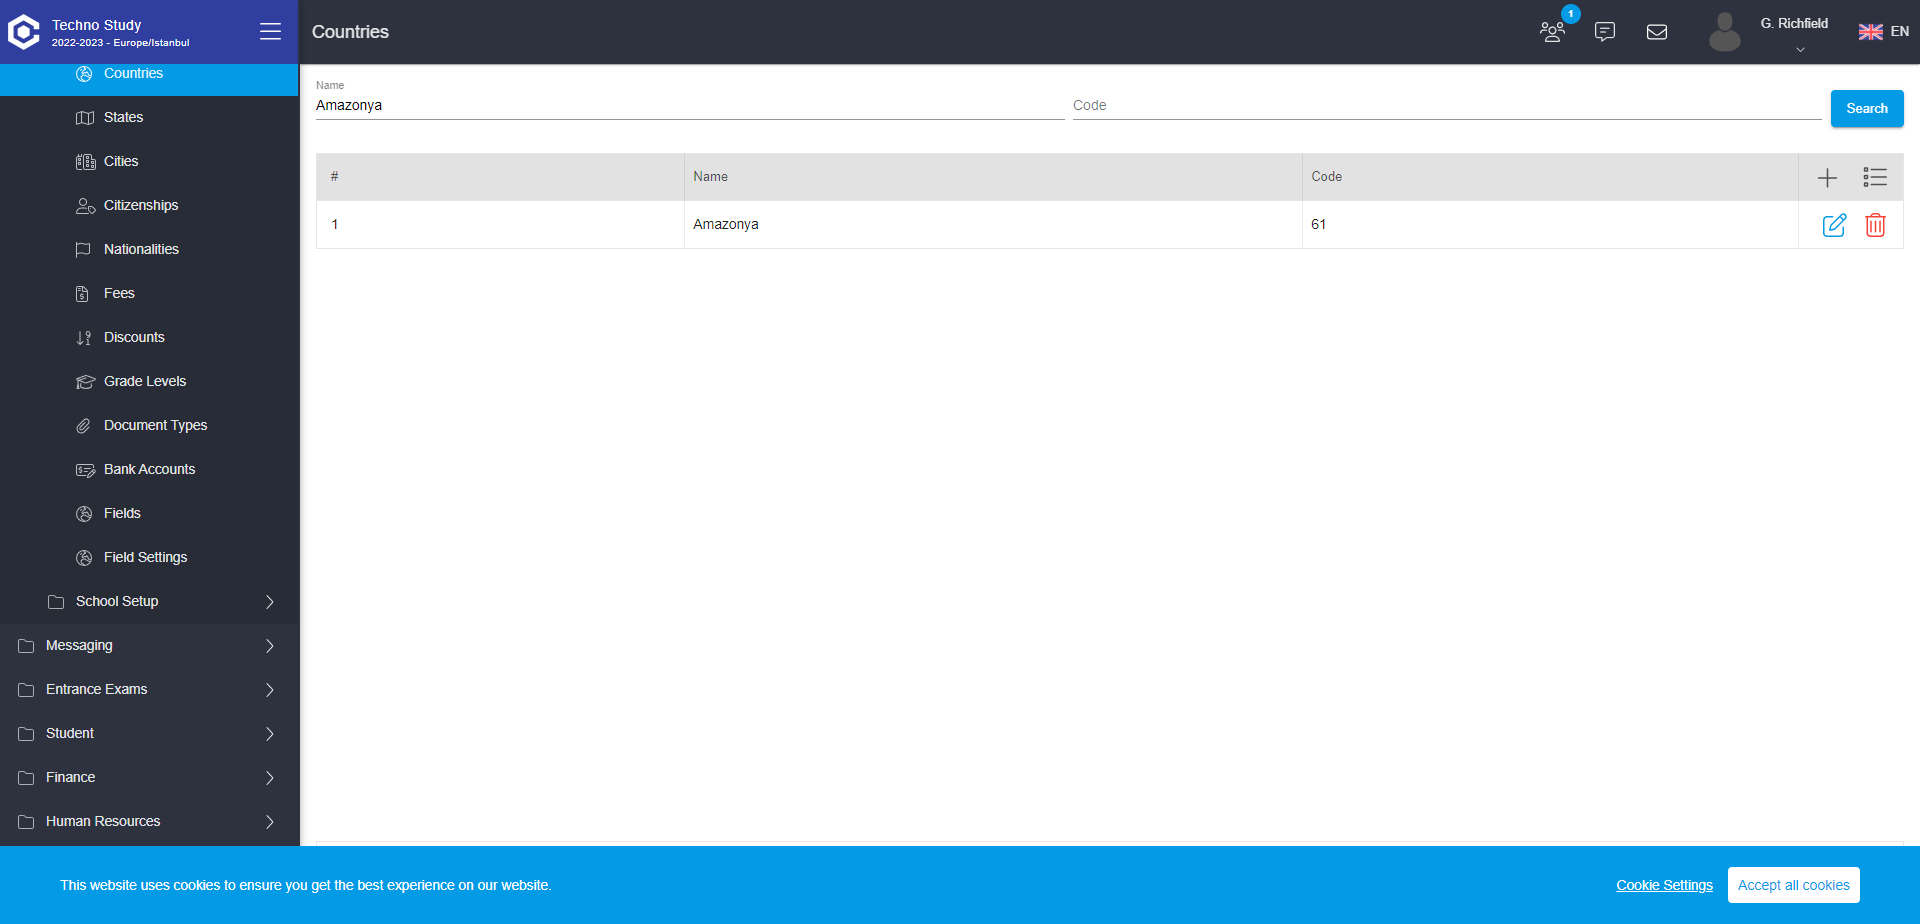 Techno Study
2022-2023 - Europe/Istanbul
Countries
1
G. Richfield
EN
Countries
States
Cities
Citizenships
Nationalities
Fees
Discounts
Grade Levels
Document Types
Bank Accounts
Fields
Field Settings
School Setup
Messaging
Entrance Exams
Student
Finance
Human Resources
Name
Amazonya
Code
Search
# Name Code
1 Amazonya 61
This website uses cookies to ensure you get the best experience on our website.
Cookie Settings
Accept all cookies